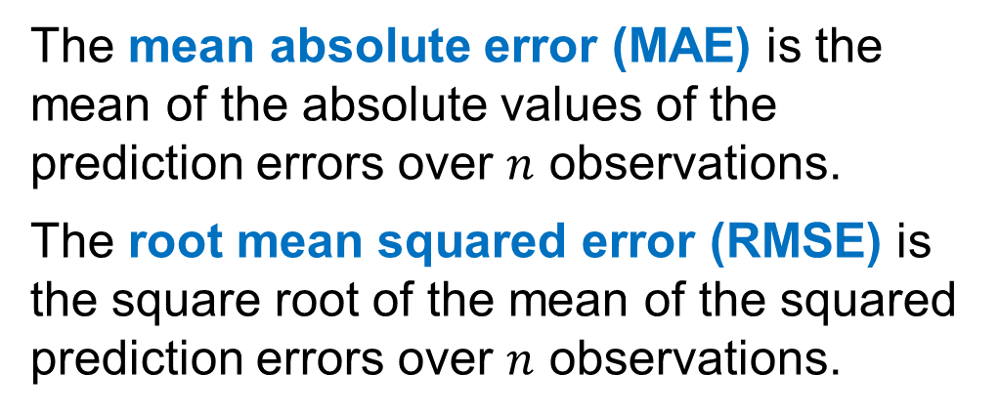 The mean absolute error (MAE) is the
mean of the absolute values of the
prediction errors over n observations.
The root mean squared error (RMSE) is
the square root of the mean of the squared
prediction errors over n observations.